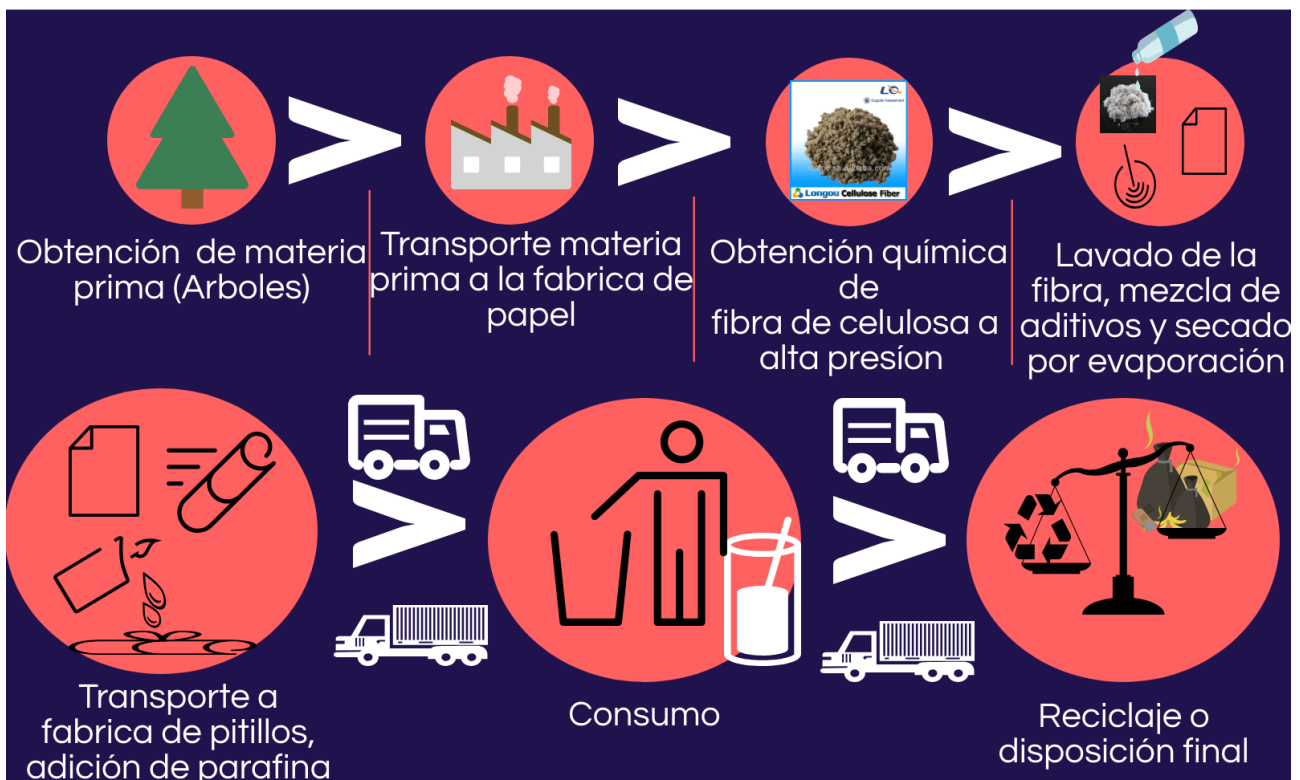 Obtención de materia
prima (Arboles)
Transporte materia
prima a la fabrica de
papel
Supplier Assessment
Longou Cellulose Fiber
Obtención química
de
fibra de celulosa a
alta presíon
Lavado de la
fibra, mezcla de
aditivos y secado
por evaporación
Transporte a
fabrica de pitillos,
adición de parafina
Consumo
Reciclaje o
disposición final